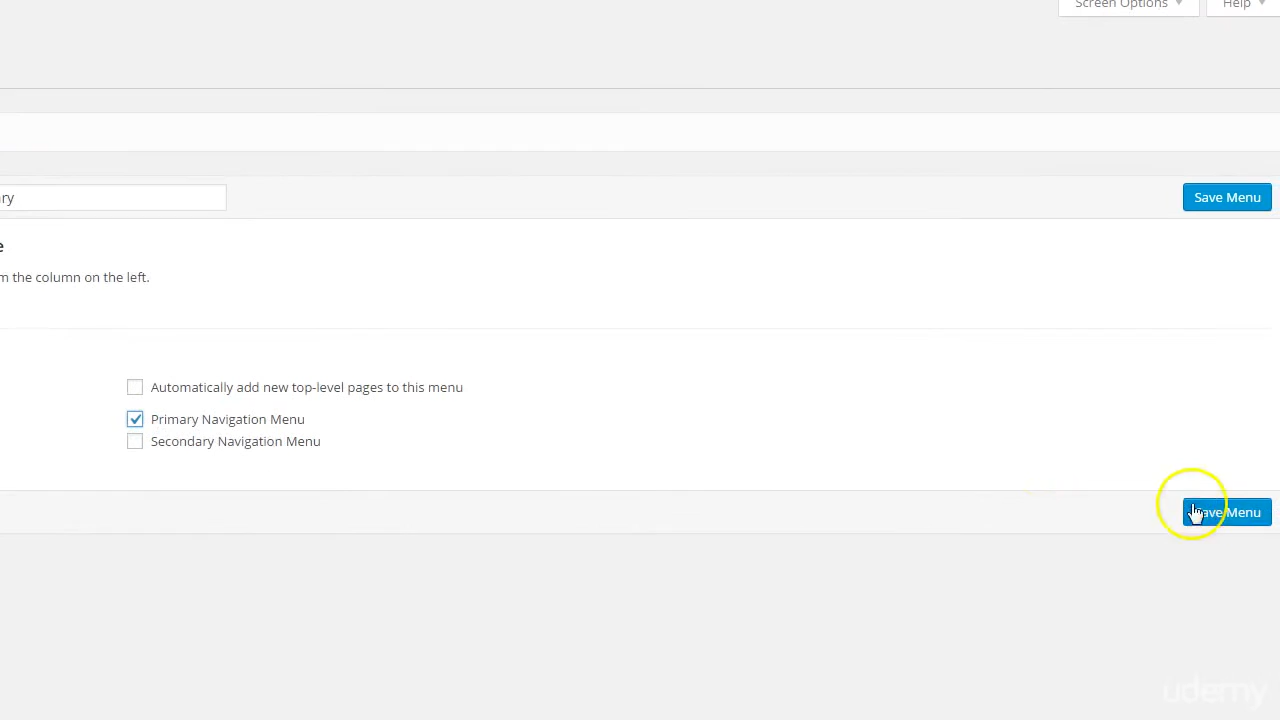 Screen Options
Help
ry
Save Menu
e
m the column on the left.
Automatically add new top-level pages to this menu
Primary Navigation Menu
Secondary Navigation Menu
ave Menu
udemy